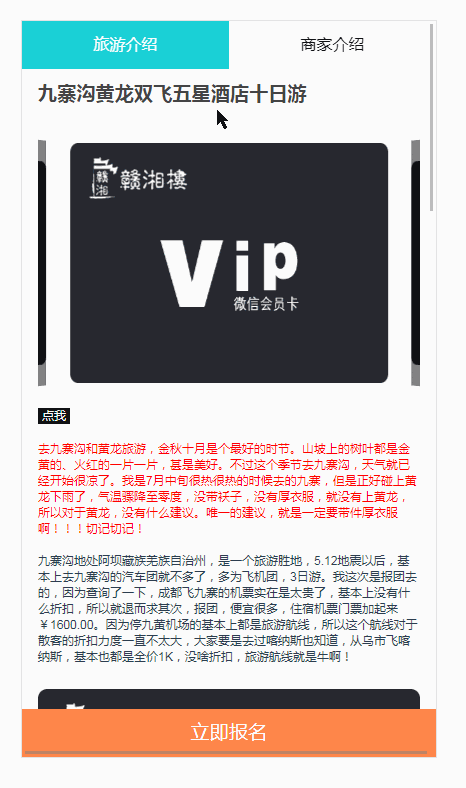 旅游介绍 商家介绍
九寨沟黄龙双飞五星酒店十日游
赣湘 赣湘樓
Vip
微信会员卡
点我
去九寨沟和黄龙旅游，金秋十月是个最好的时节。山坡上的树叶都是金
黄的、火红的一片一片，甚是美好。不过这个季节去九寨沟，天气就已
经开始很凉了。我是7月中旬很热很热的时候去的九寨，但是正好碰上黄
龙下雨了，气温骤降至零度，没带袄子，没有厚衣服，就没有上黄龙，
所以对于黄龙，没有什么建议。唯一的建议，就是一定要带件厚衣服
啊！！！切记切记！
九寨沟地处阿坝藏族羌族自治州，是一个旅游胜地，5.12地震以后，基
本上去九寨沟的汽车团就不多了，多为飞机团，3日游。我这次是报团去
的，因为查询了一下，成都飞九寨的机票实在是太贵了，基本上没有什
么折扣，所以就退而求其次，报团，便宜很多，住宿机票门票加起来
￥1600.00。因为停九黄机场的基本上都是旅游航线，所以这个航线对于
散客的折扣力度一直不太大，大家要是去过喀纳斯也知道，从乌市飞喀
纳斯，基本也都是全价1K，没啥折扣，旅游航线就是牛啊！
立即报名